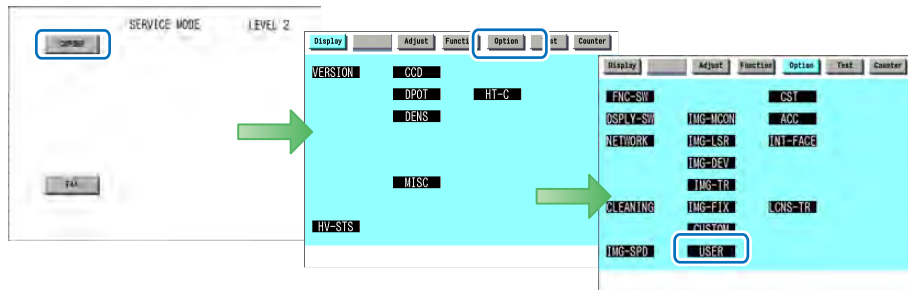 SERVICE MODE LEVEL 2
COPIER
FAX
Display Adjust Functi Option st Counter
VERSION CCD
DPOT HT-C
DENS
MISC
HV-STS
Display Adjust Function Option Test Counter
FNC-SW CST
DSPLY-SW IMG-MCON ACC
NETWORK IMG-LSR INT-FACE
IMG-DEV
IMG-TR
CLEANING IMG-FIX LCNS-TR
CUSTOM
IMG-SPD USER